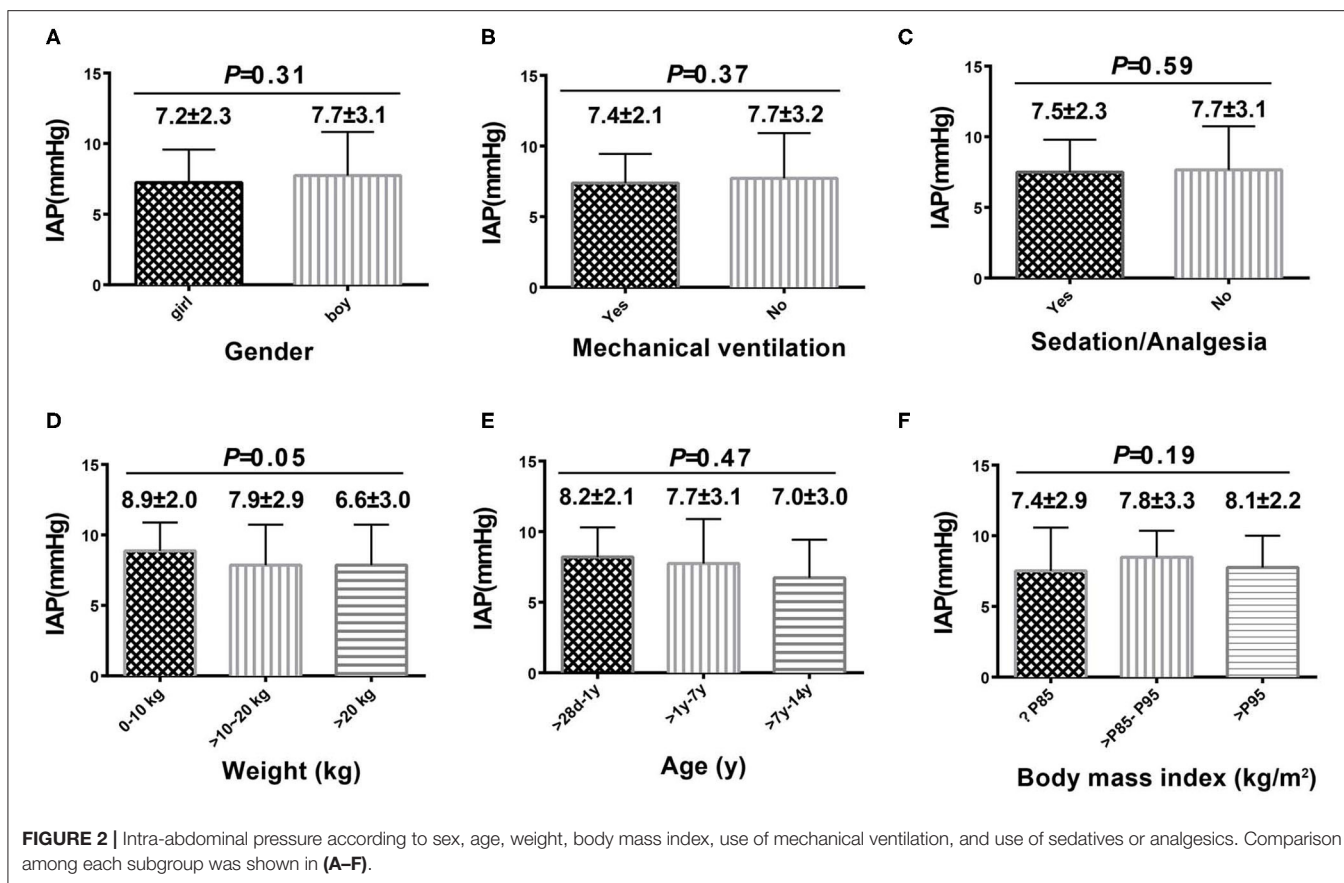 A
P=0.31
7.2±2.3 7.7±3.1
15
10
5
0
IAP(mmHg)
girl boy
Gender
B
P=0.37
7.4±2.1 7.7±3.2
15
10
5
0
IAP(mmHg)
Yes No
Mechanical ventilation
C
P=0.59
7.5±2.3 7.7±3.1
15
10
5
0
IAP(mmHg)
Yes No
Sedation/Analgesia
D
P=0.05
8.9±2.0 7.9±2.9 6.6±3.0
15
10
5
0
IAP(mmHg)
0-10 kg >10~20 kg >20 kg
Weight (kg)
E
P=0.47
8.2±2.1 7.7±3.1 7.0±3.0
15
10
5
0
IAP(mmHg)
>28d-1y >1y-7y >7y-14y
Age (y)
F
P=0.19
7.4±2.9 7.8±3.3 8.1±2.2
15
10
5
0
IAP(mmHg)
? P85 >P85- P95 >P95
Body mass index (kg/m²)
FIGURE 2 | Intra-abdominal pressure according to sex, age, weight, body mass index, use of mechanical ventilation, and use of sedatives or analgesics. Comparison
among each subgroup was shown in (A–F).